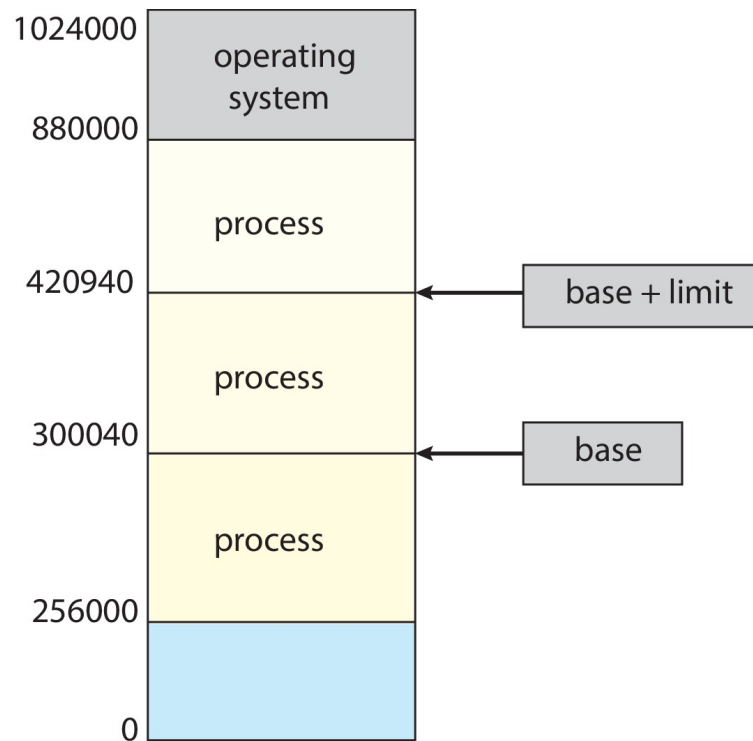 1024000
operating
system
880000
process
420940
base + limit
process
300040
base
process
256000
0